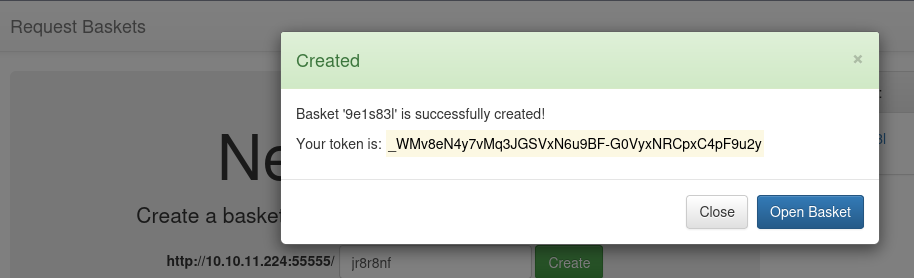 Request Baskets
Created
×
Basket '9e1s83l' is successfully created!
Your token is: _WMv8eN4y7vMq3JGSVxN6u9BF-G0VyxNRCpxC4pF9u2y
Close
Open Basket
Ne
Create a basket
http://10.10.11.224:55555/
jr8r8nf
Create